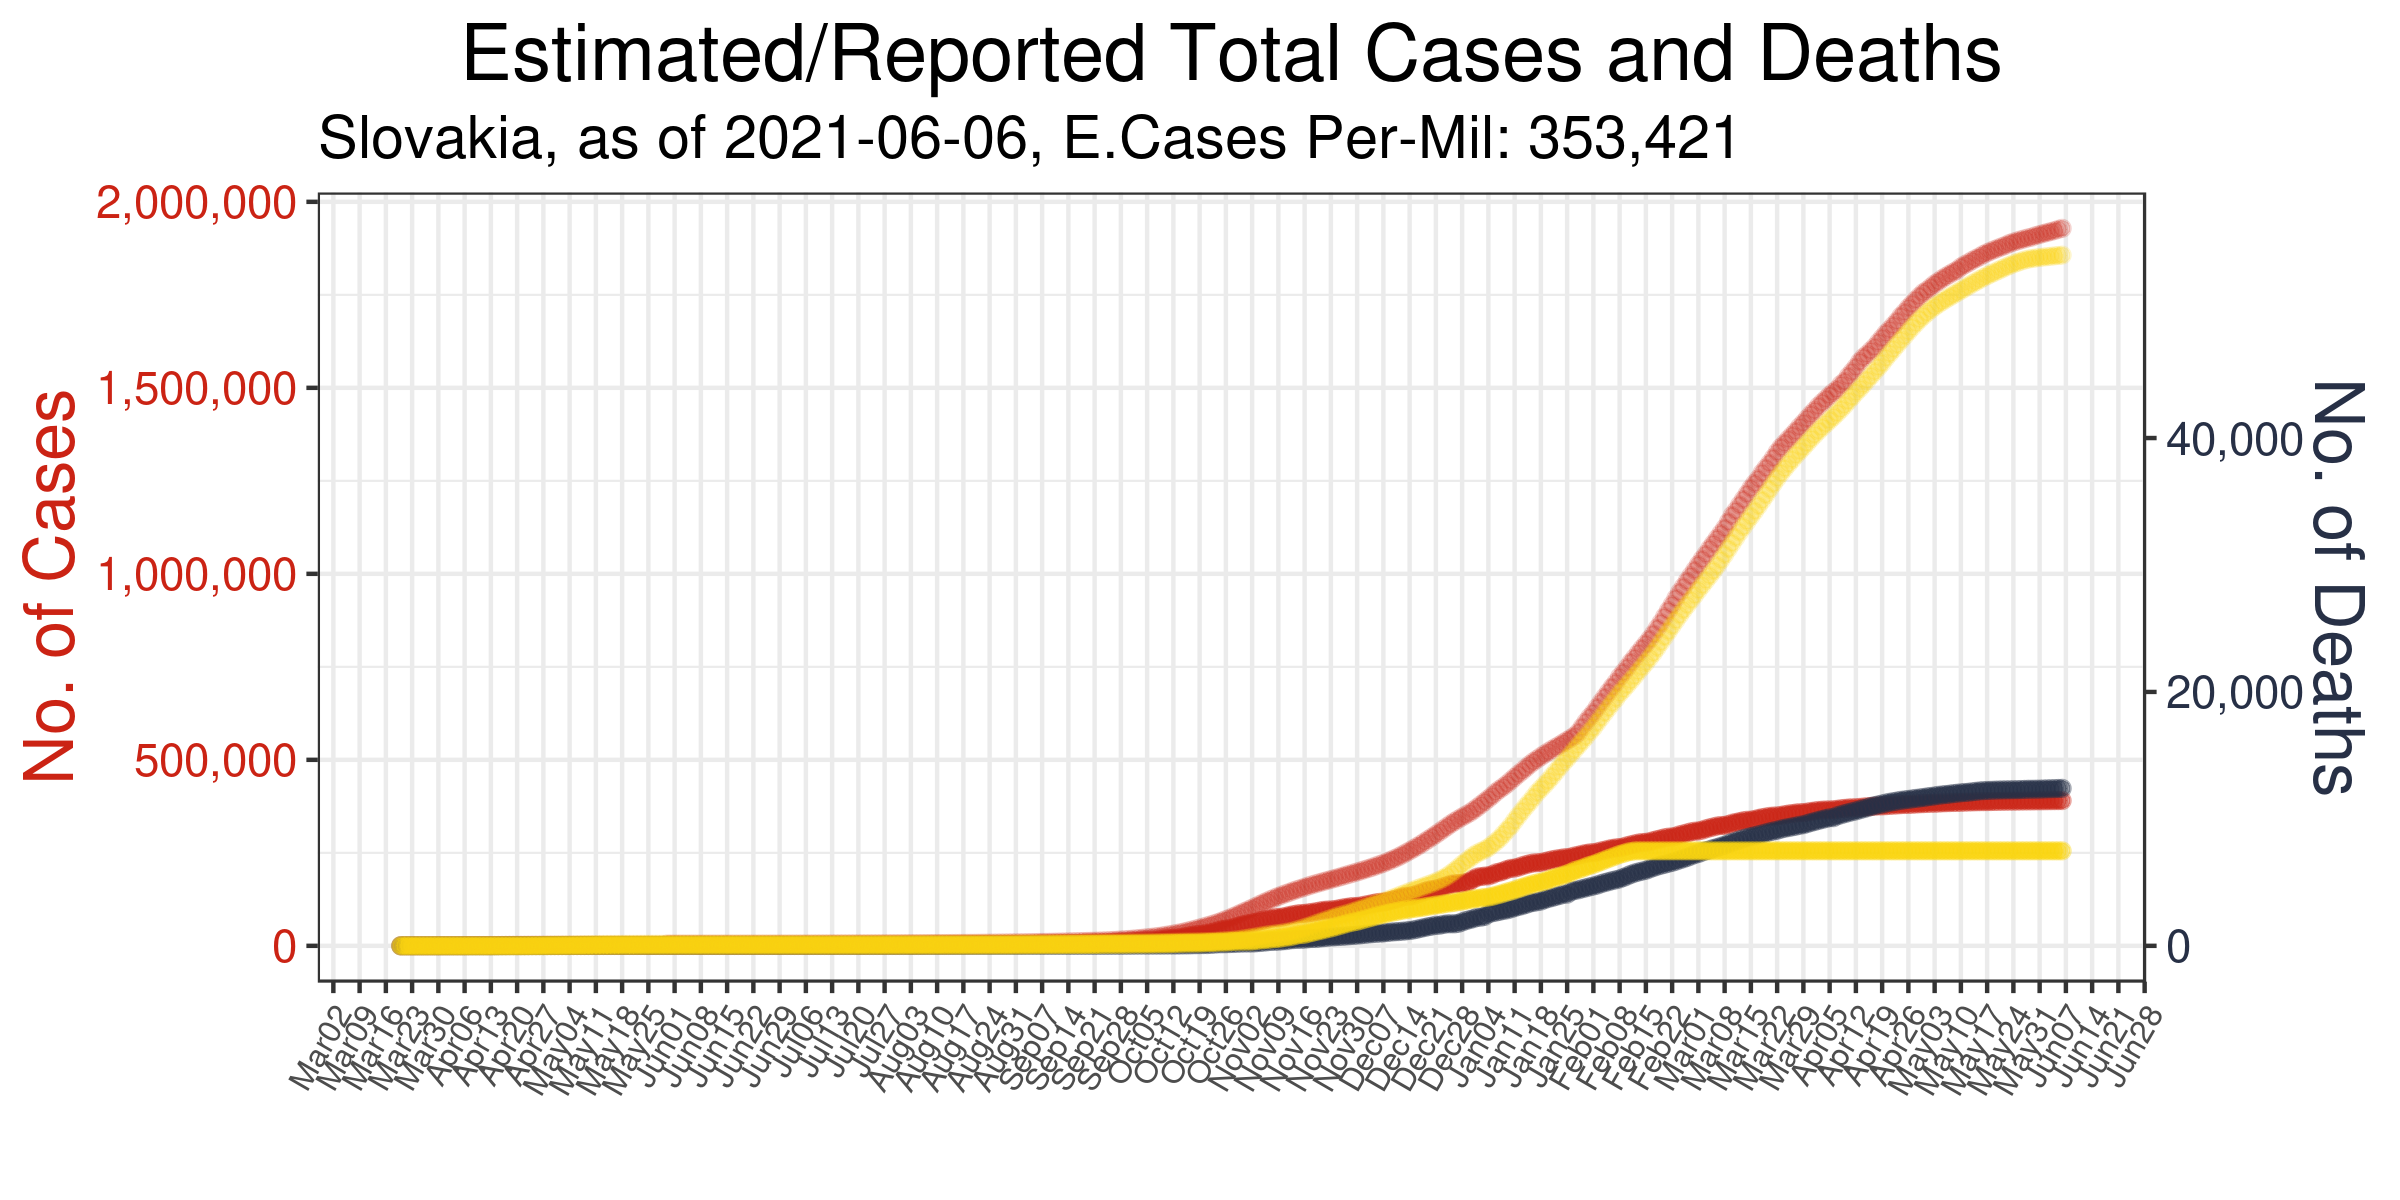 Estimated/Reported Total Cases and Deaths
Slovakia, as of 2021-06-06, E.Cases Per-Mil: 353,421
No. of Cases
2,000,000
1,500,000
1,000,000
500,000
0
No. of Deaths
40,000
20,000
0
Mar02
Mar09
Mar16
Mar23
Mar30
Apr06
Apr13
Apr20
Apr27
May04
May11
May18
May25
Jun01
Jun08
Jun15
Jun22
Jun29
Jul06
Jul13
Jul20
Jul27
Aug03
Aug10
Aug17
Aug24
Aug31
Sep07
Sep14
Sep21
Sep28
Oct05
Oct12
Oct19
Oct26
Nov02
Nov09
Nov16
Nov23
Nov30
Dec07
Dec14
Dec21
Dec28
Jan04
Jan11
Jan18
Jan25
Feb01
Feb08
Feb15
Feb22
Mar01
Mar08
Mar15
Mar22
Mar29
Apr05
Apr12
Apr19
Apr26
May03
May10
May17
May24
May31
Jun07
Jun14
Jun21
Jun28